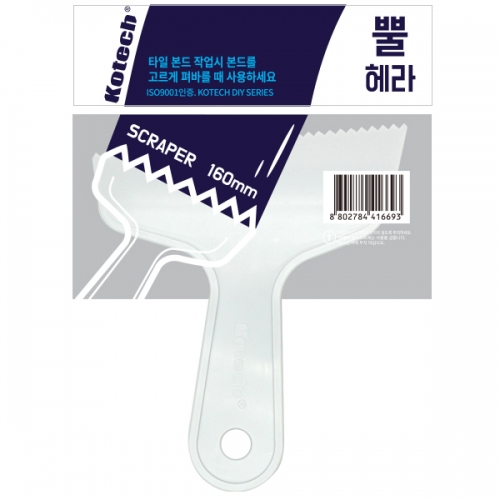 Kotech
타일 본드 작업시 본드를
고르게 펴바를 때 사용하세요
ISO9001인증. KOTECH DIY SERIES
뿔
헤라
SCRAPER 160mm
8 802784 416693